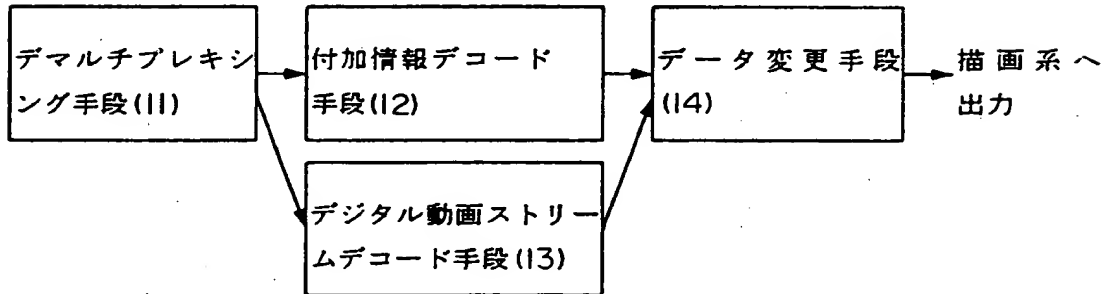 デマルチプレキシ
ング手段(11)
付加情報デコード
手段(12)
データ変更手段
(14)
描画系へ
出力
デジタル動画ストリー
ムデコード手段(13)